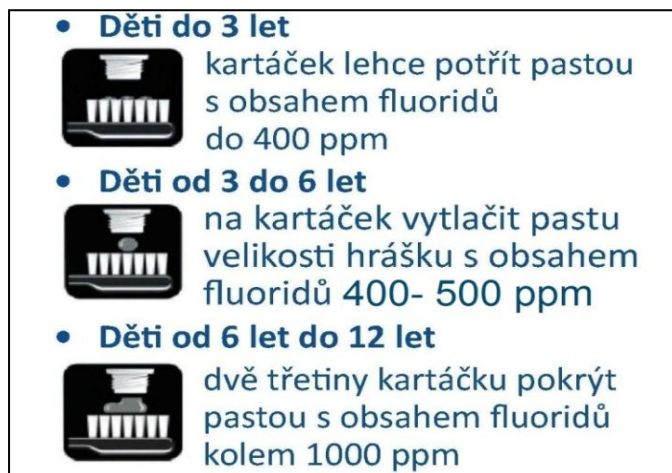 • Děti do 3 let
kartáček lehce potřít pastou
s obsahem fluoridů
do 400 ppm
• Děti od 3 do 6 let
na kartáček vytlačit pastu
velikosti hrášku s obsahem
fluoridů 400- 500 ppm
• Děti od 6 let do 12 let
dvě třetiny kartáčku pokrýt
pastou s obsahem fluoridů
kolem 1000 ppm